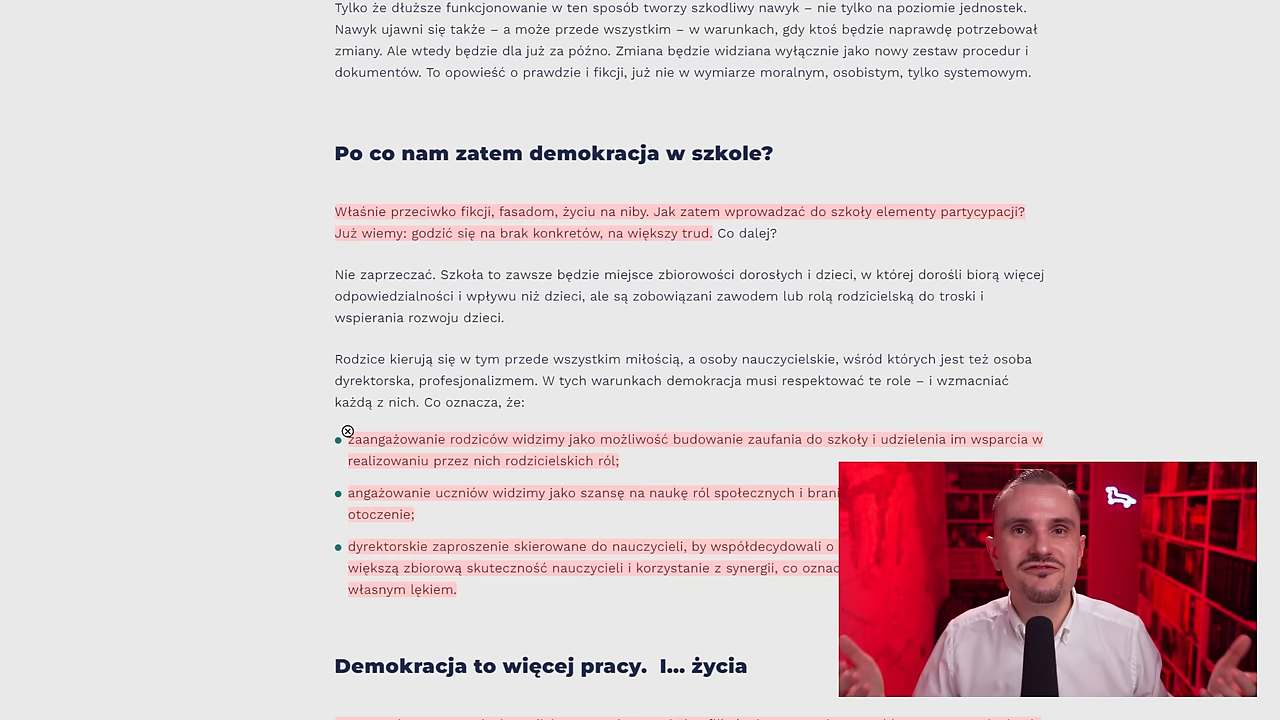 Tylko że dłuższe funkcjonowanie w ten sposób tworzy szkodliwy nawyk – nie tylko na poziomie jednostek.
Nawyk ujawni się także – a może przede wszystkim – w warunkach, gdy ktoś będzie naprawdę potrzebował
zmiany. Ale wtedy będzie dla już za późno. Zmiana będzie widziana wyłącznie jako nowy zestaw procedur i
dokumentów. To opowieść o prawdzie i fikcji, już nie w wymiarze moralnym, osobistym, tylko systemowym.
Po co nam zatem demokracja w szkole?
Właśnie przeciwko fikcji, fasadom, życiu na niby. Jak zatem wprowadzać do szkoły elementy partycypacji?
Już wiemy: godzić się na brak konkretów, na większy trud. Co dalej?
Nie zaprzeczać. Szkoła to zawsze będzie miejsce zbiorowości dorosłych i dzieci, w której dorośli biorą więcej
odpowiedzialności i wpływu niż dzieci, ale są zobowiązani zawodem lub rolą rodzicielską do troski i
wspierania rozwoju dzieci.
Rodzice kierują się w tym przede wszystkim miłością, a osoby nauczycielskie, wśród których jest też osoba
dyrektorska, profesjonalizmem. W tych warunkach demokracja musi respektować te role – i wzmacniać
każdą z nich. Co oznacza, że:
zaangażowanie rodziców widzimy jako możliwość budowanie zaufania do szkoły i udzielenia im wsparcia w
realizowaniu przez nich rodzicielskich ról;
angażowanie uczniów widzimy jako szansę na naukę ról społecznych i brani
otoczenie;
dyrektorskie zaproszenie skierowane do nauczycieli, by współdecydowali o
większą zbiorową skuteczność nauczycieli i korzystanie z synergii, co oznac
własnym lękiem.
Demokracja to więcej pracy. I... życia